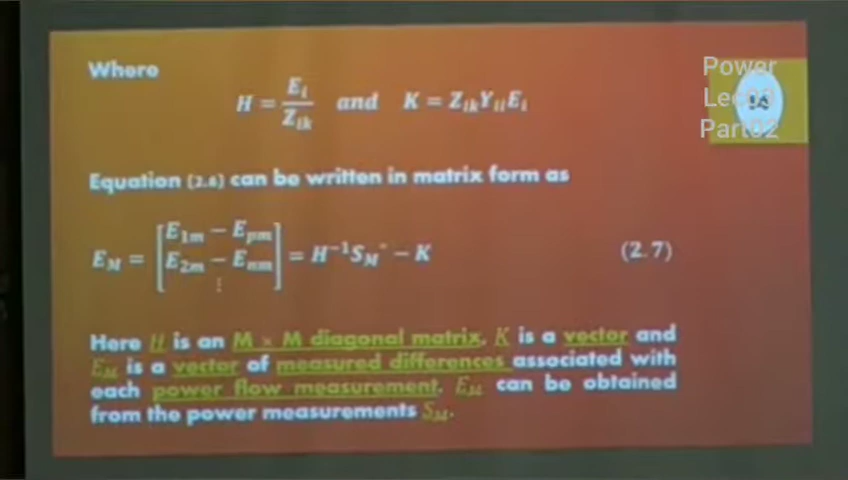 Where
H = E_i / Z_ik and K = Z_ik Y_ii E_i
Equation (2.6) can be written in matrix form as
E_M = [E_1m − E_pm
E_2m − E_nm
⋮] = H^−1 S_M^* − K (2.7)
Here H is an M × M diagonal matrix, K is a vector and
E_M is a vector of measured differences associated with
each power flow measurement. E_M can be obtained
from the power measurements S_M.
Power
Part02